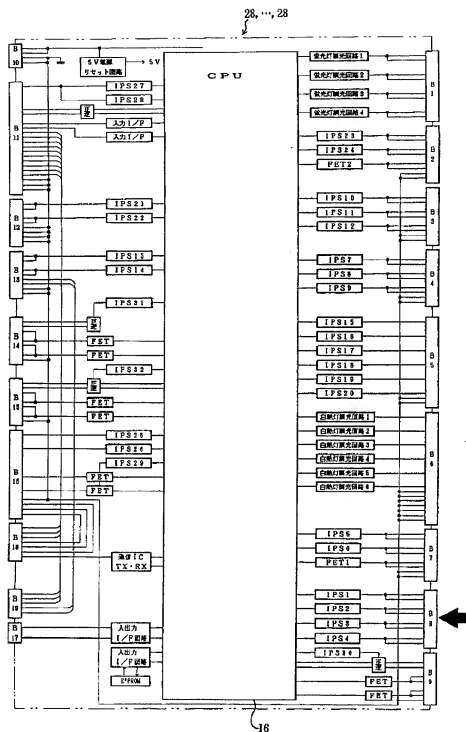 28,…,28
B
10
5V電源
リセット回路
→5V
CPU
B
11
IPS27
IPS28
正逆
入力I/F
入力I/F
B
12
IPS21
IPS22
B
13
IPS13
IPS14
IPS31
正逆
B
14
FET
FET
IPS32
正逆
B
15
FET
FET
B
16
IPS25
IPS26
IPS29
FET
FET
B
18
通信IC
TX・RX
B
19
B
17
入出力
I/F回路
入出力
I/F回路
E²PROM
蛍光灯調光回路1
蛍光灯調光回路2
蛍光灯調光回路3
蛍光灯調光回路4
B
1
IPS23
IPS24
FET2
B
2
IPS10
IPS11
IPS12
B
3
IPS7
IPS8
IPS9
B
4
IPS15
IPS16
IPS17
IPS18
IPS19
IPS20
B
5
白熱灯調光回路1
白熱灯調光回路2
白熱灯調光回路3
白熱灯調光回路4
白熱灯調光回路5
白熱灯調光回路6
B
6
IPS5
IPS6
FET1
B
7
IPS1
IPS2
IPS3
IPS4
B
8
IPS30
正逆
FET
FET
B
9
16